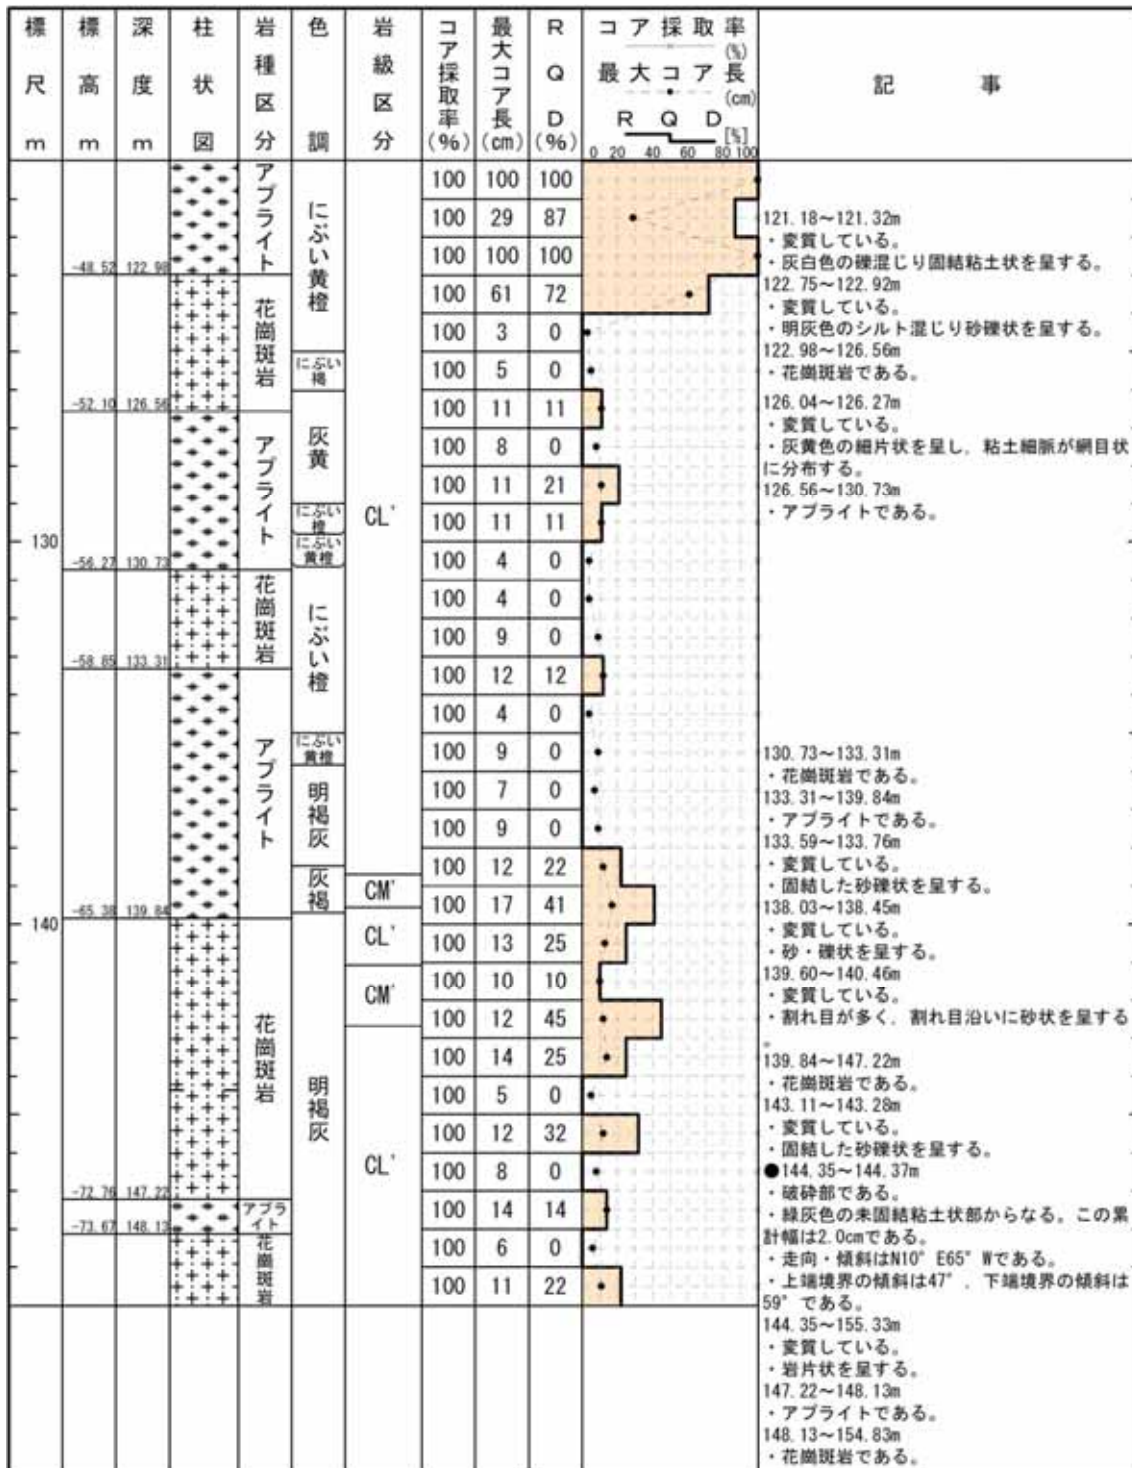 標尺 m
標高 m
深度 m
柱状図
岩種区分
色調
岩級区分
コア採取率(%)
最大コア長(cm)
RQD(%)
コア採取率
(%)
最大コア長
(cm)
RQD
[%]
0 20 40 60 80 100
記事
130
140
-48.52 122.98
-52.10 126.56
-56.27 130.73
-58.85 133.31
-65.38 139.84
-72.76 147.22
-73.67 148.13
アプライト
花崗斑岩
アプライト
花崗斑岩
アプライト
花崗斑岩
アプライト
花崗斑岩
にぶい黄橙
にぶい褐
灰黄
にぶい橙
にぶい黄橙
にぶい橙
にぶい黄橙
明褐灰
灰褐
明褐灰
CL'
CM'
CL'
CM'
CL'
100 100 100
100 29 87
100 100 100
100 61 72
100 3 0
100 5 0
100 11 11
100 8 0
100 11 21
100 11 11
100 4 0
100 4 0
100 9 0
100 12 12
100 4 0
100 9 0
100 7 0
100 9 0
100 12 22
100 17 41
100 13 25
100 10 10
100 12 45
100 14 25
100 5 0
100 12 32
100 8 0
100 14 14
100 6 0
100 11 22
121.18～121.32m
・変質している。
・灰白色の礫混じり固結粘土状を呈する。
122.75～122.92m
・変質している。
・明灰色のシルト混じり砂礫状を呈する。
122.98～126.56m
・花崗斑岩である。
126.04～126.27m
・変質している。
・灰黄色の細片状を呈し、粘土細脈が網目状
に分布する。
126.56～130.73m
・アプライトである。
130.73～133.31m
・花崗斑岩である。
133.31～139.84m
・アプライトである。
133.59～133.76m
・変質している。
・固結した砂礫状を呈する。
138.03～138.45m
・変質している。
・砂・礫状を呈する。
139.60～140.46m
・変質している。
・割れ目が多く、割れ目沿いに砂状を呈する
。
139.84～147.22m
・花崗斑岩である。
143.11～143.28m
・変質している。
・固結した砂礫状を呈する。
●144.35～144.37m
・破砕部である。
・緑灰色の未固結粘土状部からなる。この累
計幅は2.0cmである。
・走向・傾斜はN10°E65°Wである。
・上端境界の傾斜は47°、下端境界の傾斜は
59°である。
144.35～155.33m
・変質している。
・岩片状を呈する。
147.22～148.13m
・アプライトである。
148.13～154.83m
・花崗斑岩である。